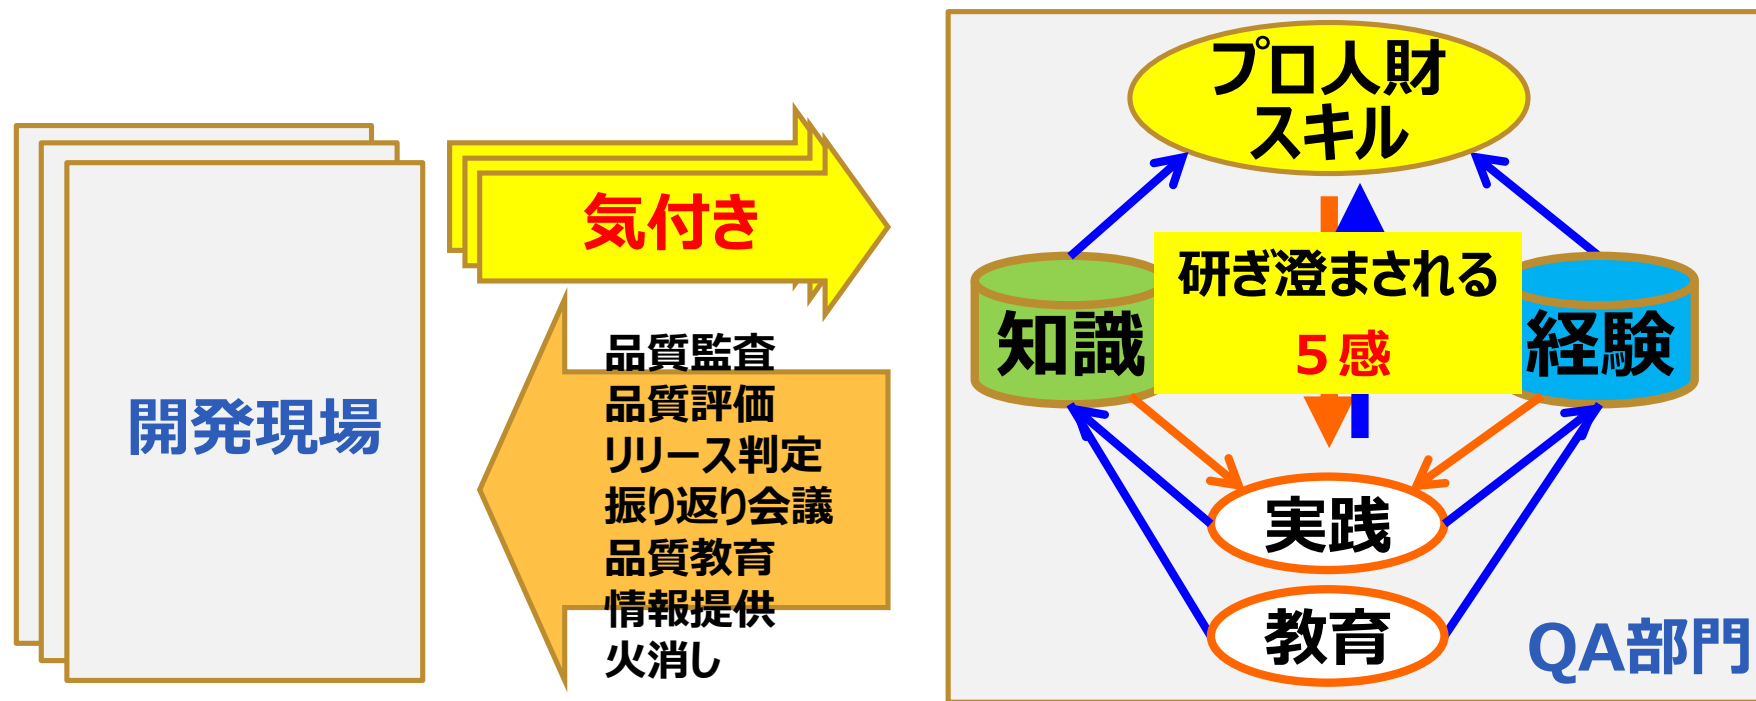 開発現場
気付き
品質監査
品質評価
リリース判定
振り返り会議
品質教育
情報提供
火消し
プロ人財
スキル
研ぎ澄まされる
５感
知識
経験
実践
教育
QA部門